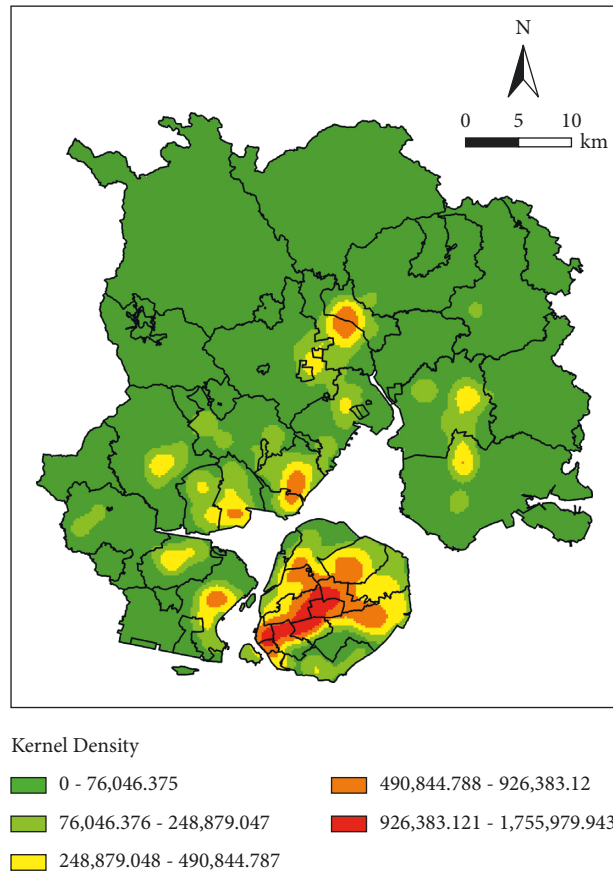 N
0 5 10
km
Kernel Density
0 - 76,046.375
76,046.376 - 248,879.047
248,879.048 - 490,844.787
490,844.788 - 926,383.12
926,383.121 - 1,755,979.943